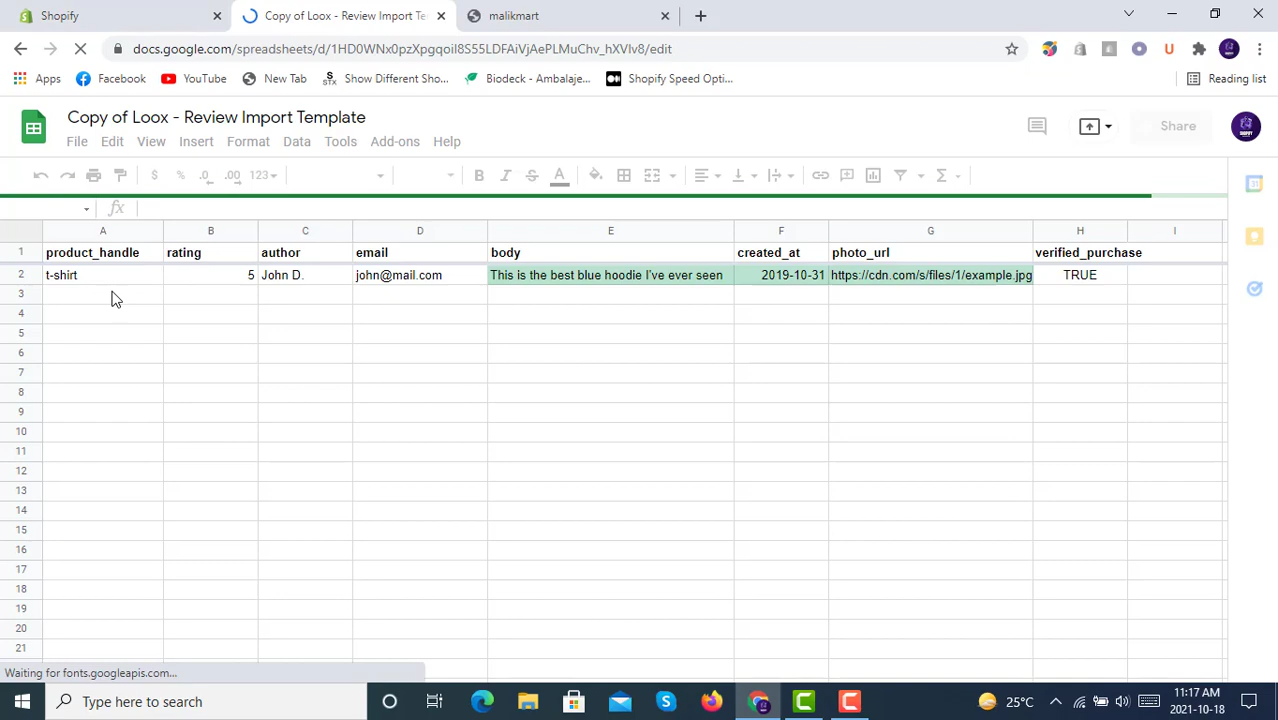 Shopify
Copy of Loox - Review Import Te
malikmart
docs.google.com/spreadsheets/d/1HD0WNx0pzXpgqoil8S55LDFAiVjAePLMuChv_hXVlv8/edit
Apps Facebook YouTube New Tab STX Show Different Sho... Biodeck - Ambalaje... Shopify Speed Opti... Reading list
Copy of Loox - Review Import Template
Share
File Edit View Insert Format Data Tools Add-ons Help
$ % .0 .00 123
fx
A B C D E F G H I
1 product_handle rating author email body created_at photo_url verified_purchase
2 t-shirt 5 John D. john@mail.com This is the best blue hoodie I've ever seen 2019-10-31 https://cdn.com/s/files/1/example.jpg TRUE
3
4
5
6
7
8
9
10
11
12
13
14
15
16
17
18
19
20
21
Waiting for fonts.googleapis.com...
Type here to search
25°C
11:17 AM
2021-10-18